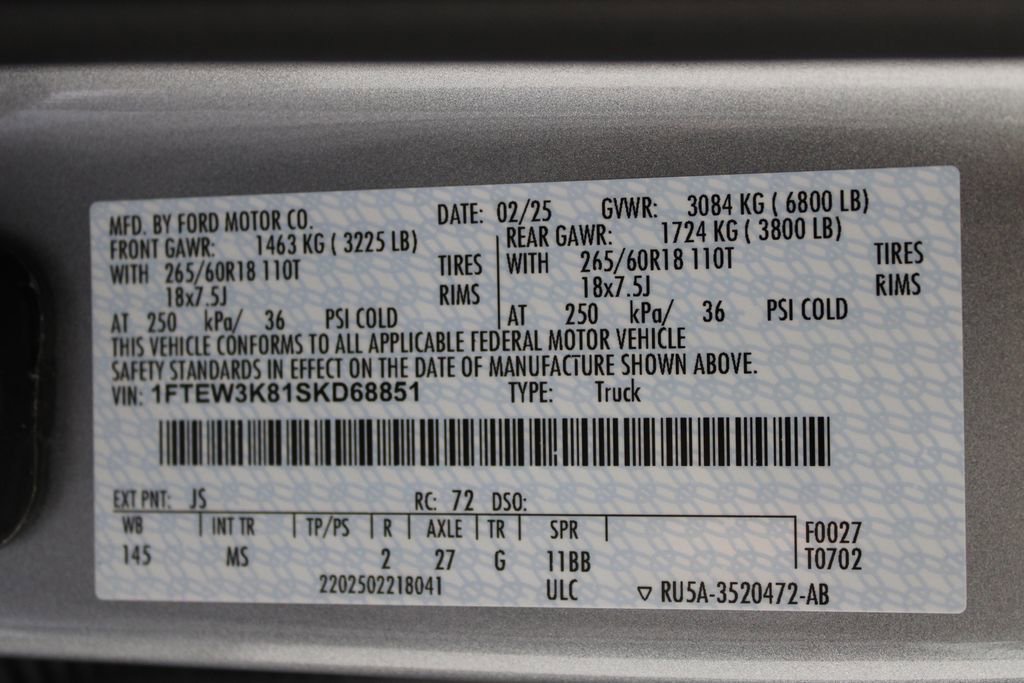 MFD. BY FORD MOTOR CO. DATE: 02/25 GVWR: 3084 KG ( 6800 LB)
FRONT GAWR: 1463 KG ( 3225 LB) REAR GAWR: 1724 KG ( 3800 LB)
WITH 265/60R18 110T TIRES WITH 265/60R18 110T TIRES
18x7.5J RIMS 18x7.5J RIMS
AT 250 kPa/ 36 PSI COLD AT 250 kPa/ 36 PSI COLD
THIS VEHICLE CONFORMS TO ALL APPLICABLE FEDERAL MOTOR VEHICLE
SAFETY STANDARDS IN EFFECT ON THE DATE OF MANUFACTURE SHOWN ABOVE.
VIN: 1FTEW3K81SKD68851 TYPE: Truck
EXT PNT: JS RC: 72 DSO:
WB INT TR TP/PS R AXLE TR SPR F0027
145 MS 2 27 G 11BB T0702
2202502218041 ULC ▽ RU5A-3520472-AB